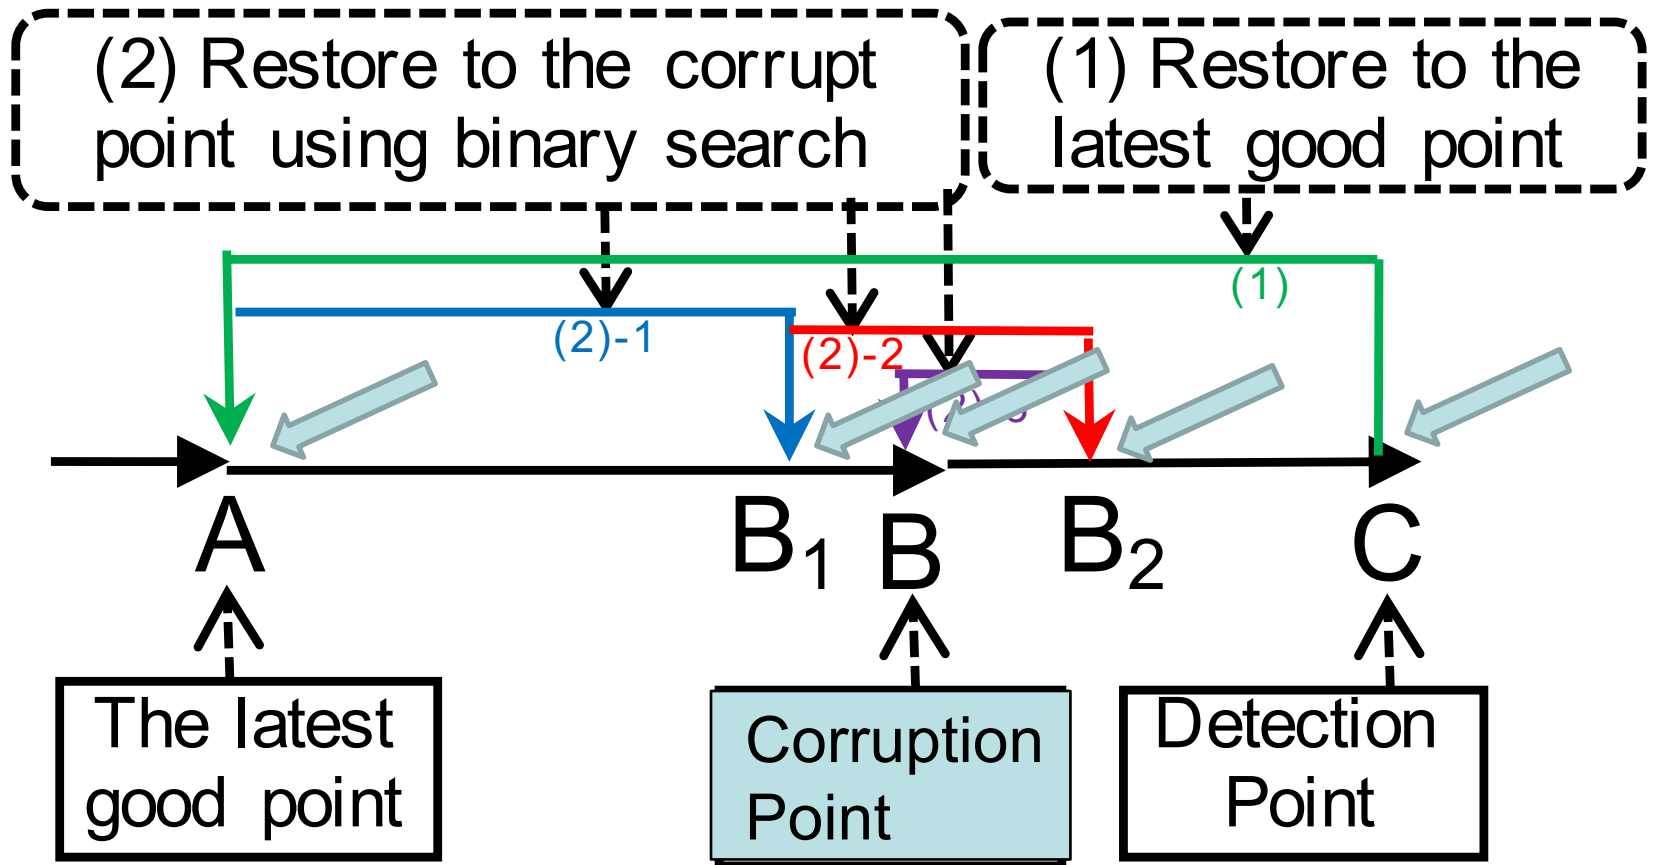 (2) Restore to the corrupt
point using binary search
(1) Restore to the
latest good point
(1)
(2)-1
(2)-2
A
B1
B
B2
C
The latest
good point
Corruption
Point
Detection
Point